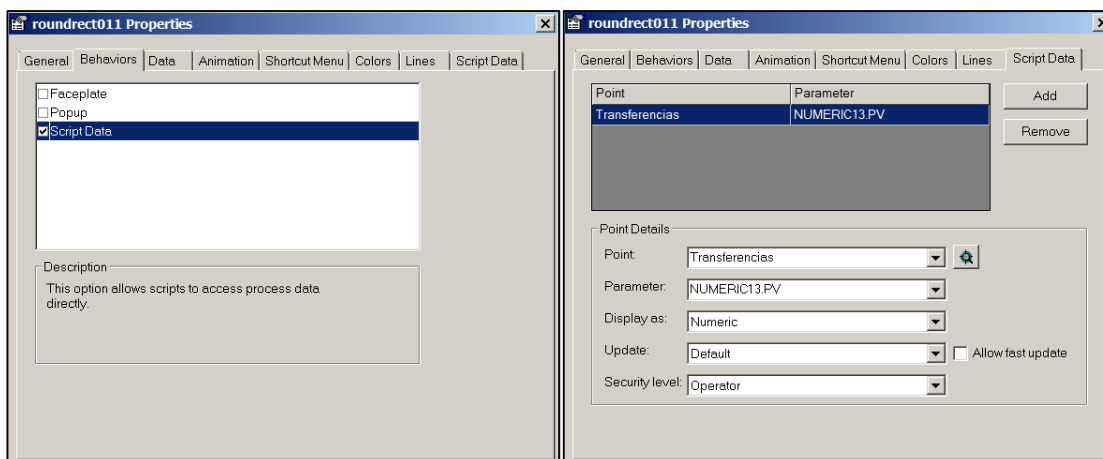 roundrect011 Properties
General Behaviors Data Animation Shortcut Menu Colors Lines Script Data
Faceplate
Popup
Script Data
Description
This option allows scripts to access process data
directly.
roundrect011 Properties
General Behaviors Data Animation Shortcut Menu Colors Lines Script Data
Point Parameter
Transferencias NUMERIC13.PV
Add
Remove
Point Details
Point: Transferencias
Parameter: NUMERIC13.PV
Display as: Numeric
Update: Default Allow fast update
Security level: Operator